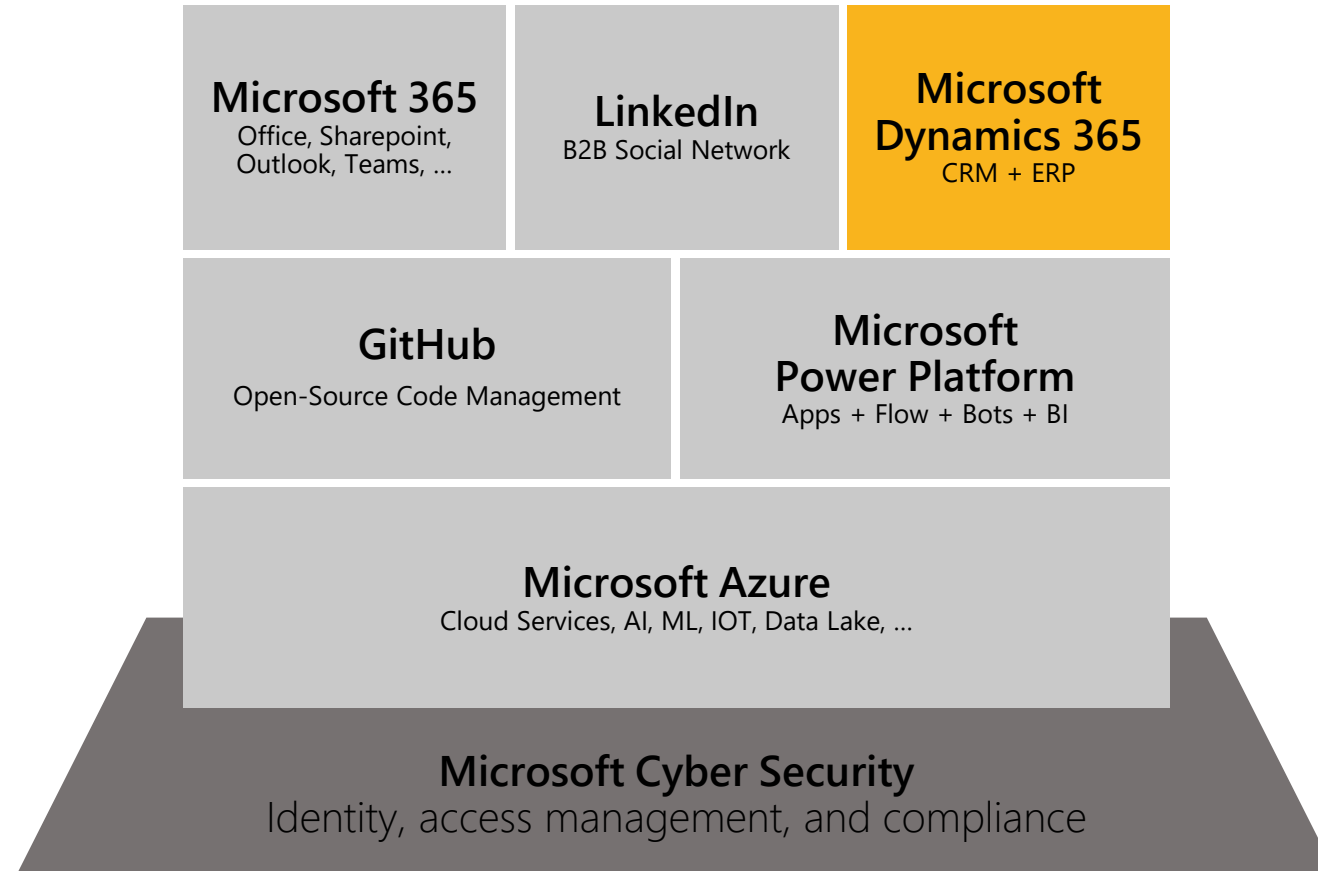 Microsoft 365
Office, Sharepoint,
Outlook, Teams, ...
LinkedIn
B2B Social Network
Microsoft
Dynamics 365
CRM + ERP
GitHub
Open-Source Code Management
Microsoft
Power Platform
Apps + Flow + Bots + BI
Microsoft Azure
Cloud Services, AI, ML, IOT, Data Lake, ...
Microsoft Cyber Security
Identity, access management, and compliance